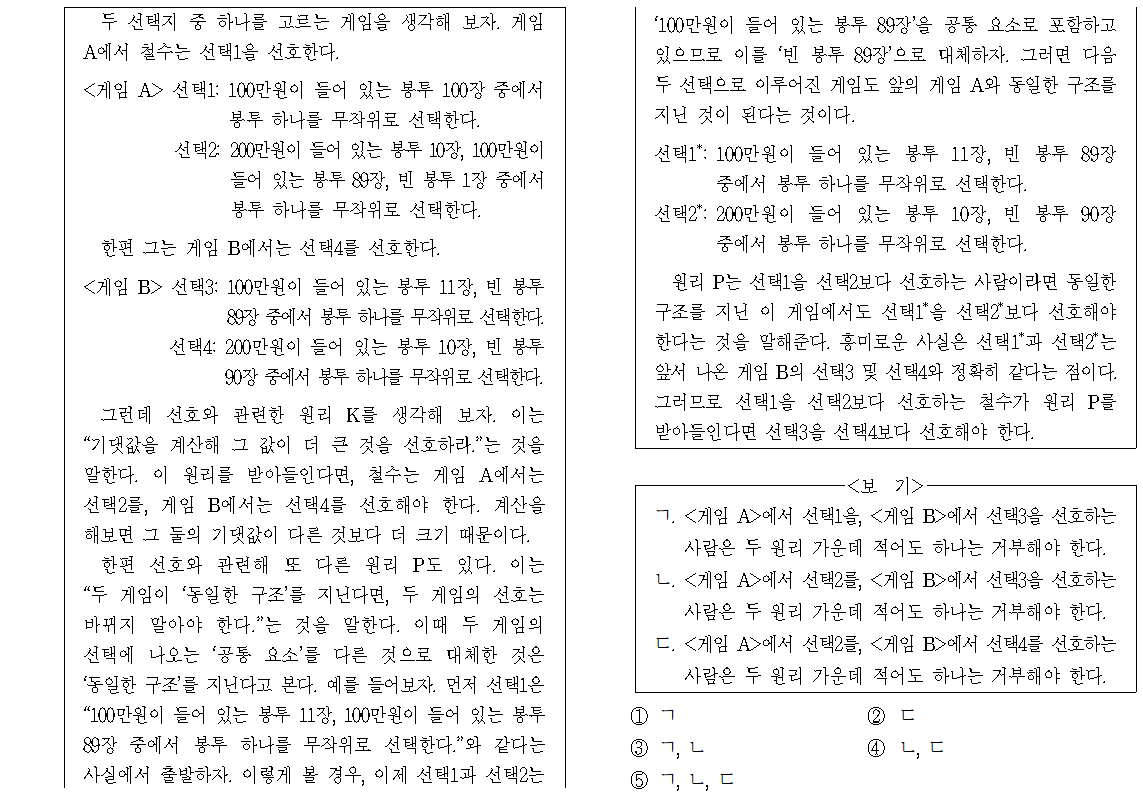 두 선택지 중 하나를 고르는 게임을 생각해 보자. 게임
A에서 철수는 선택1을 선호한다.
<게임 A> 선택1: 100만원이 들어 있는 봉투 100장 중에서
봉투 하나를 무작위로 선택한다.
선택2: 200만원이 들어 있는 봉투 10장, 100만원이
들어 있는 봉투 89장, 빈 봉투 1장 중에서
봉투 하나를 무작위로 선택한다.
한편 그는 게임 B에서는 선택4를 선호한다.
<게임 B> 선택3: 100만원이 들어 있는 봉투 11장, 빈 봉투
89장 중에서 봉투 하나를 무작위로 선택한다.
선택4: 200만원이 들어 있는 봉투 10장, 빈 봉투
90장 중에서 봉투 하나를 무작위로 선택한다.
그런데 선호와 관련한 원리 K를 생각해 보자. 이는
“기댓값을 계산해 그 값이 더 큰 것을 선호하라.”는 것을
말한다. 이 원리를 받아들인다면, 철수는 게임 A에서는
선택2를, 게임 B에서는 선택4를 선호해야 한다. 계산을
해보면 그 둘의 기댓값이 다른 것보다 더 크기 때문이다.
한편 선호와 관련해 또 다른 원리 P도 있다. 이는
“두 게임이 ‘동일한 구조’를 지닌다면, 두 게임의 선호는
바뀌지 말아야 한다.”는 것을 말한다. 이때 두 게임의
선택에 나오는 ‘공통 요소’를 다른 것으로 대체한 것은
‘동일한 구조’를 지닌다고 본다. 예를 들어보자. 먼저 선택1은
“100만원이 들어 있는 봉투 11장, 100만원이 들어 있는 봉투
89장 중에서 봉투 하나를 무작위로 선택한다.”와 같다는
사실에서 출발하자. 이렇게 볼 경우, 이제 선택1과 선택2는
‘100만원이 들어 있는 봉투 89장’을 공통 요소로 포함하고
있으므로 이를 ‘빈 봉투 89장’으로 대체하자. 그러면 다음
두 선택으로 이루어진 게임도 앞의 게임 A와 동일한 구조를
지닌 것이 된다는 것이다.
선택1*: 100만원이 들어 있는 봉투 11장, 빈 봉투 89장
중에서 봉투 하나를 무작위로 선택한다.
선택2*: 200만원이 들어 있는 봉투 10장, 빈 봉투 90장
중에서 봉투 하나를 무작위로 선택한다.
원리 P는 선택1을 선택2보다 선호하는 사람이라면 동일한
구조를 지닌 이 게임에서도 선택1*을 선택2*보다 선호해야
한다는 것을 말해준다. 흥미로운 사실은 선택1*과 선택2*는
앞서 나온 게임 B의 선택3 및 선택4와 정확히 같다는 점이다.
그러므로 선택1을 선택2보다 선호하는 철수가 원리 P를
받아들인다면 선택3을 선택4보다 선호해야 한다.
<보 기>
ㄱ. <게임 A>에서 선택1을, <게임 B>에서 선택3을 선호하는
사람은 두 원리 가운데 적어도 하나는 거부해야 한다.
ㄴ. <게임 A>에서 선택2를, <게임 B>에서 선택3을 선호하는
사람은 두 원리 가운데 적어도 하나는 거부해야 한다.
ㄷ. <게임 A>에서 선택2를, <게임 B>에서 선택4를 선호하는
사람은 두 원리 가운데 적어도 하나는 거부해야 한다.
① ㄱ ② ㄷ
③ ㄱ, ㄴ ④ ㄴ, ㄷ
⑤ ㄱ, ㄴ, ㄷ